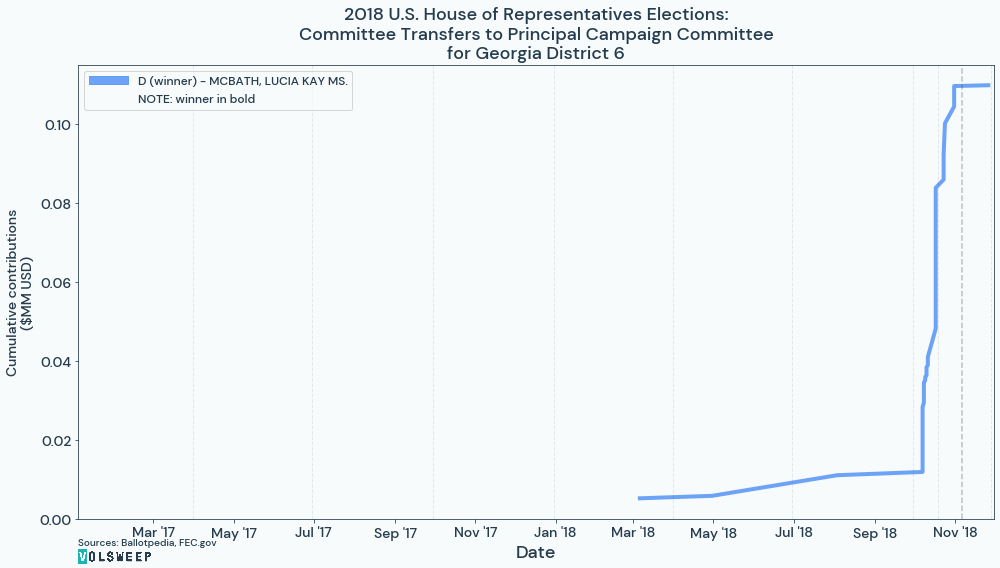 2018 U.S. House of Representatives Elections:
Committee Transfers to Principal Campaign Committee
for Georgia District 6
D (winner) - MCBATH, LUCIA KAY MS.
NOTE: winner in bold
Cumulative contributions
($MM USD)
0.10
0.08
0.06
0.04
0.02
0.00
Mar '17 May '17 Jul '17 Sep '17 Nov '17 Jan '18 Mar '18 May '18 Jul '18 Sep '18 Nov '18
Date
Sources: Ballotpedia, FEC.gov
VOLSWEEP